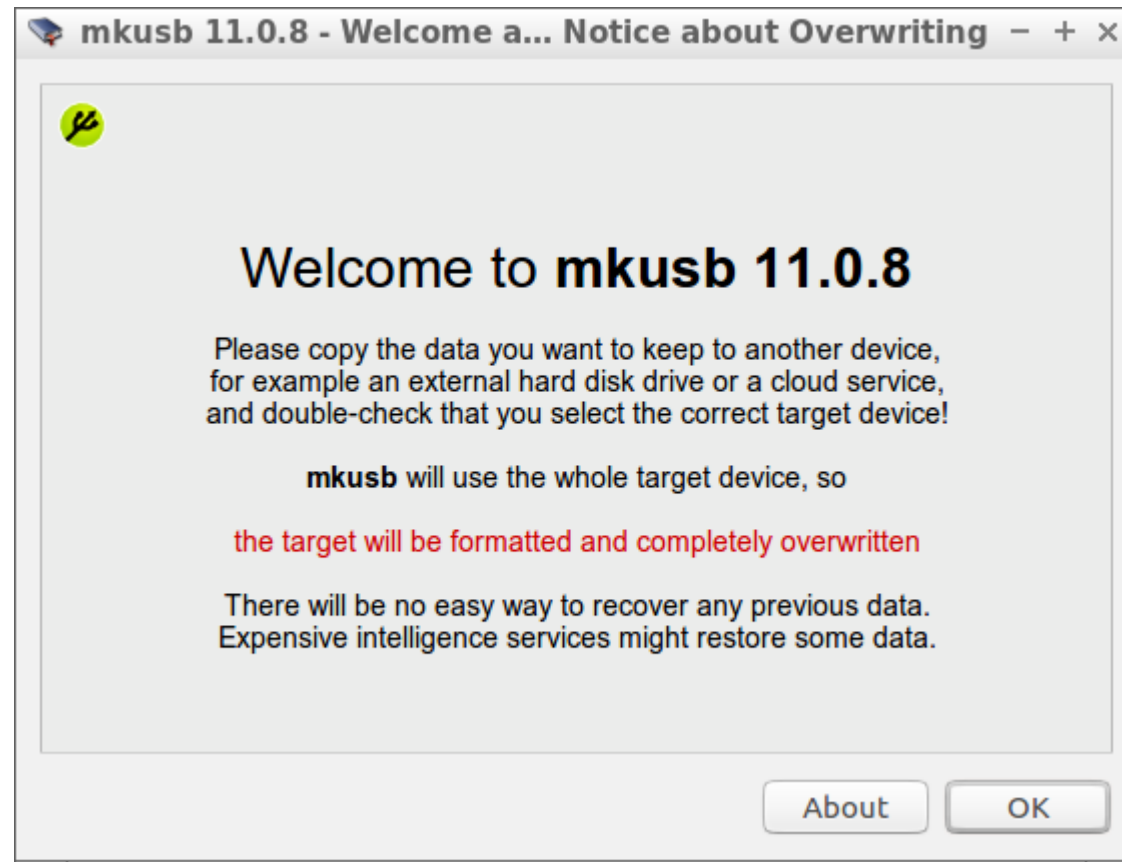 mkusb 11.0.8 - Welcome a... Notice about Overwriting
Welcome to mkusb 11.0.8
Please copy the data you want to keep to another device,
for example an external hard disk drive or a cloud service,
and double-check that you select the correct target device!
mkusb will use the whole target device, so
the target will be formatted and completely overwritten
There will be no easy way to recover any previous data.
Expensive intelligence services might restore some data.
About
OK